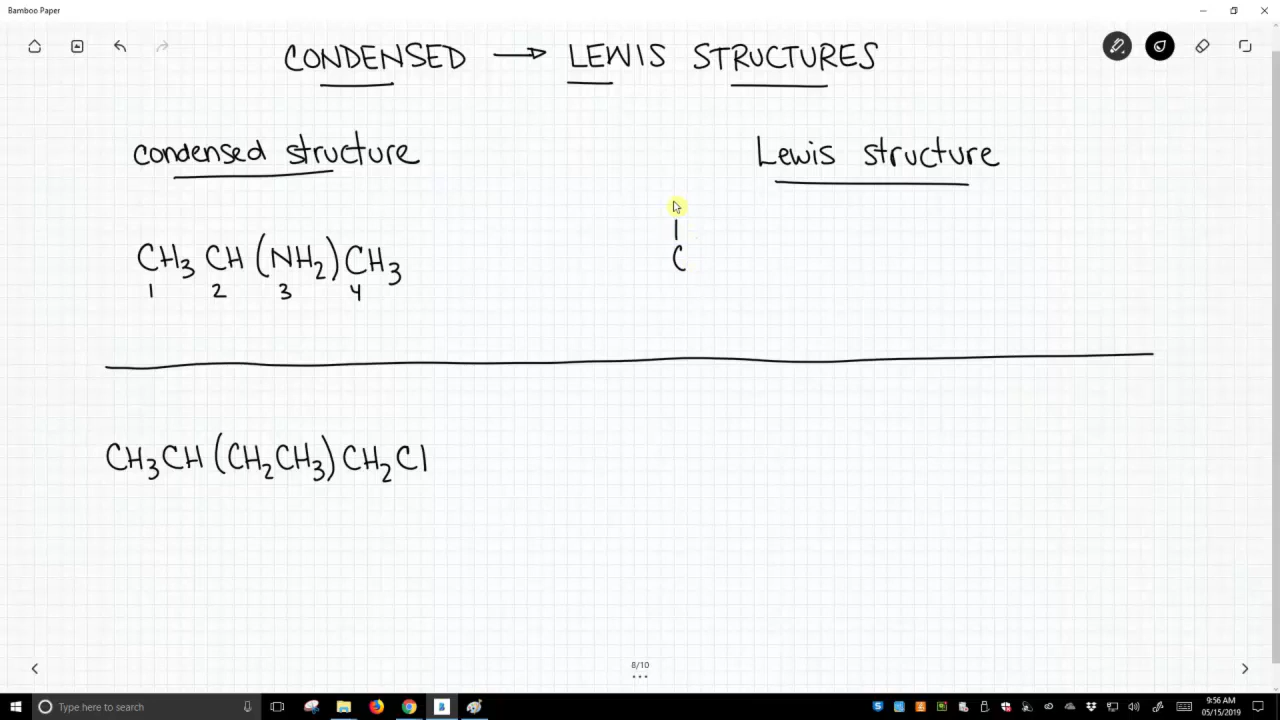 Bamboo Paper
CONDENSED → LEWIS STRUCTURES
condensed structure
Lewis structure
CH₃ CH (NH₂) CH₃
1 2 3 4
C
CH₃CH (CH₂CH₃) CH₂Cl
8/10
Type here to search
9:56 AM
05/15/2019